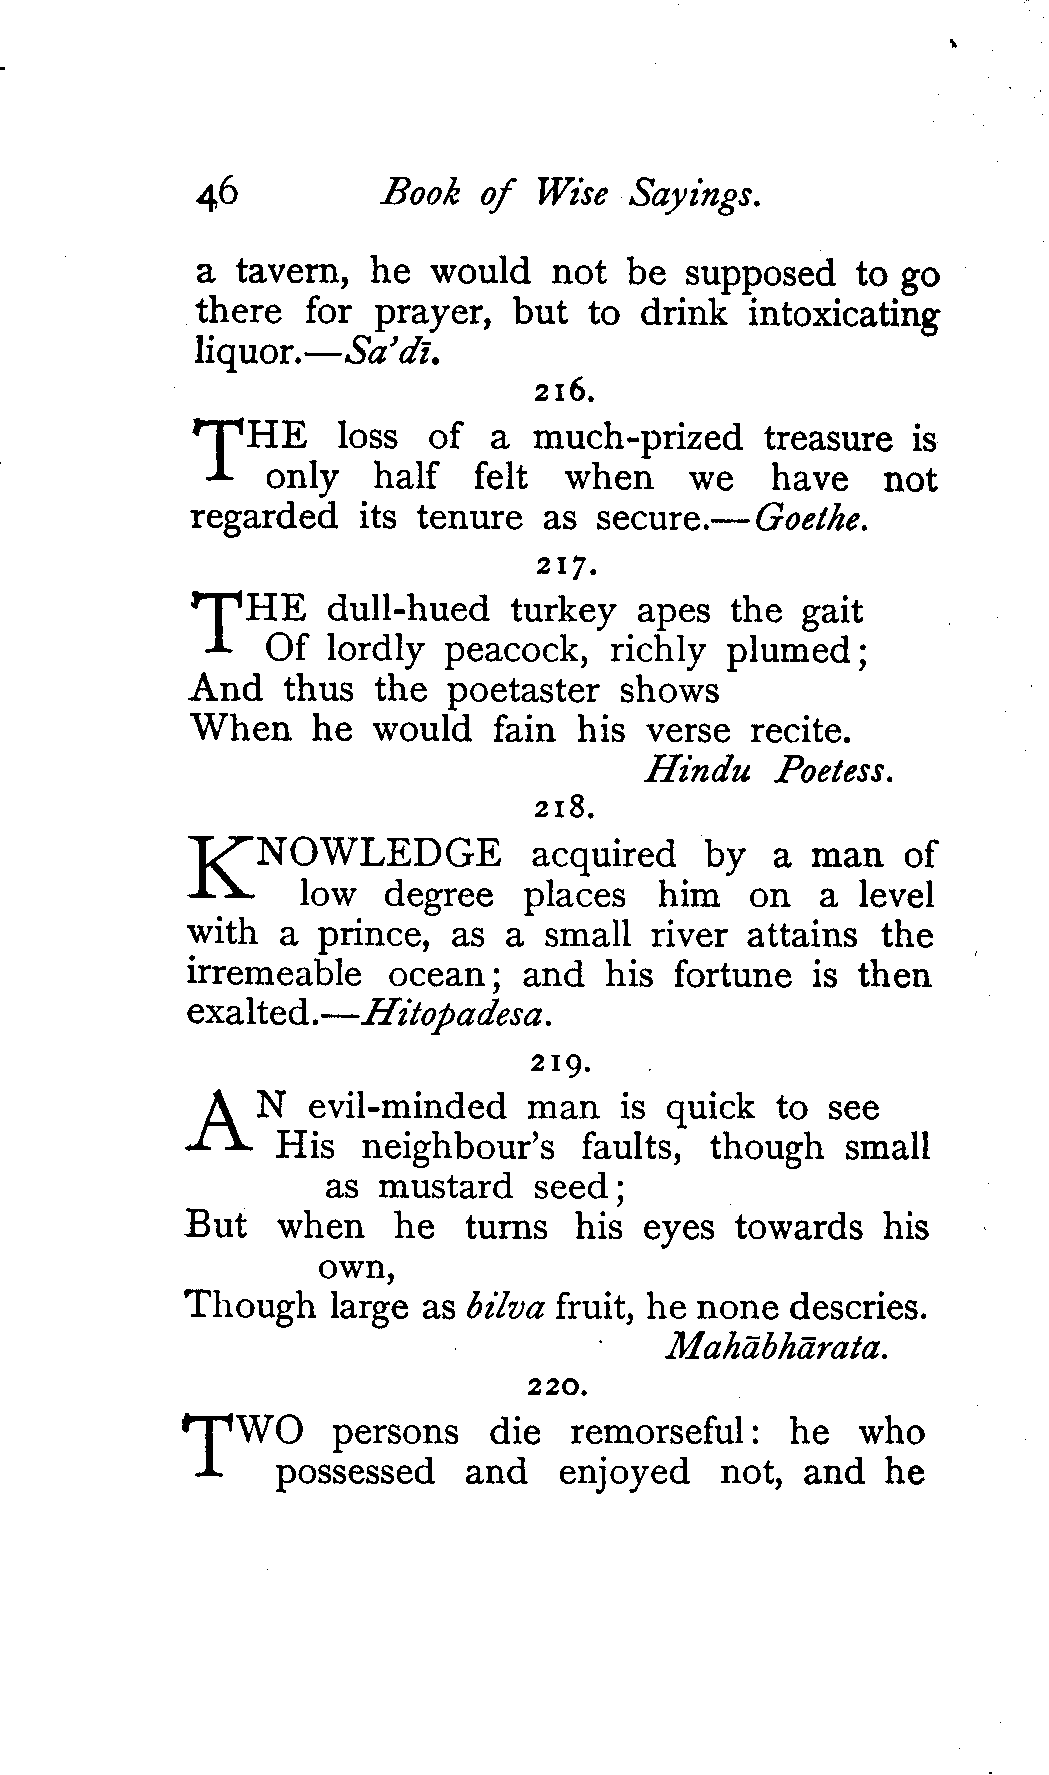 46 Book of Wise Sayings.
a tavern, he would not be supposed to go
there for prayer, but to drink intoxicating
liquor.—Sa'dī.
216.
THE loss of a much-prized treasure is
only half felt when we have not
regarded its tenure as secure.—Goethe.
217.
THE dull-hued turkey apes the gait
Of lordly peacock, richly plumed;
And thus the poetaster shows
When he would fain his verse recite.
Hindu Poetess.
218.
KNOWLEDGE acquired by a man of
low degree places him on a level
with a prince, as a small river attains the
irremeable ocean; and his fortune is then
exalted.—Hitopadesa.
219.
AN evil-minded man is quick to see
His neighbour's faults, though small
as mustard seed;
But when he turns his eyes towards his
own,
Though large as bilva fruit, he none descries.
Mahābhārata.
220.
TWO persons die remorseful: he who
possessed and enjoyed not, and he